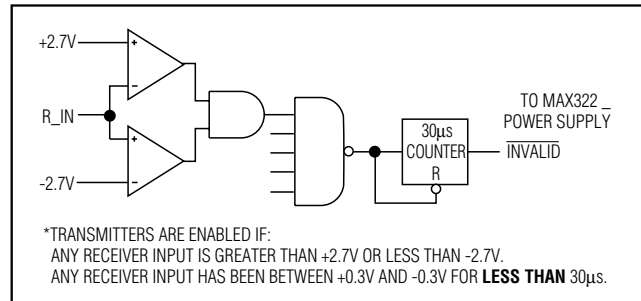 +2.7V
+
-
R_IN
+
-
-2.7V
30μs
COUNTER
R
TO MAX322 _
POWER SUPPLY
INVALID
*TRANSMITTERS ARE ENABLED IF:
ANY RECEIVER INPUT IS GREATER THAN +2.7V OR LESS THAN -2.7V.
ANY RECEIVER INPUT HAS BEEN BETWEEN +0.3V AND -0.3V FOR LESS THAN 30μs.